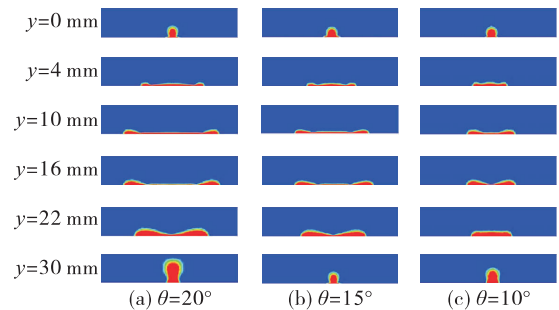 y=0 mm
y=4 mm
y=10 mm
y=16 mm
y=22 mm
y=30 mm
(a) θ=20° (b) θ=15° (c) θ=10°